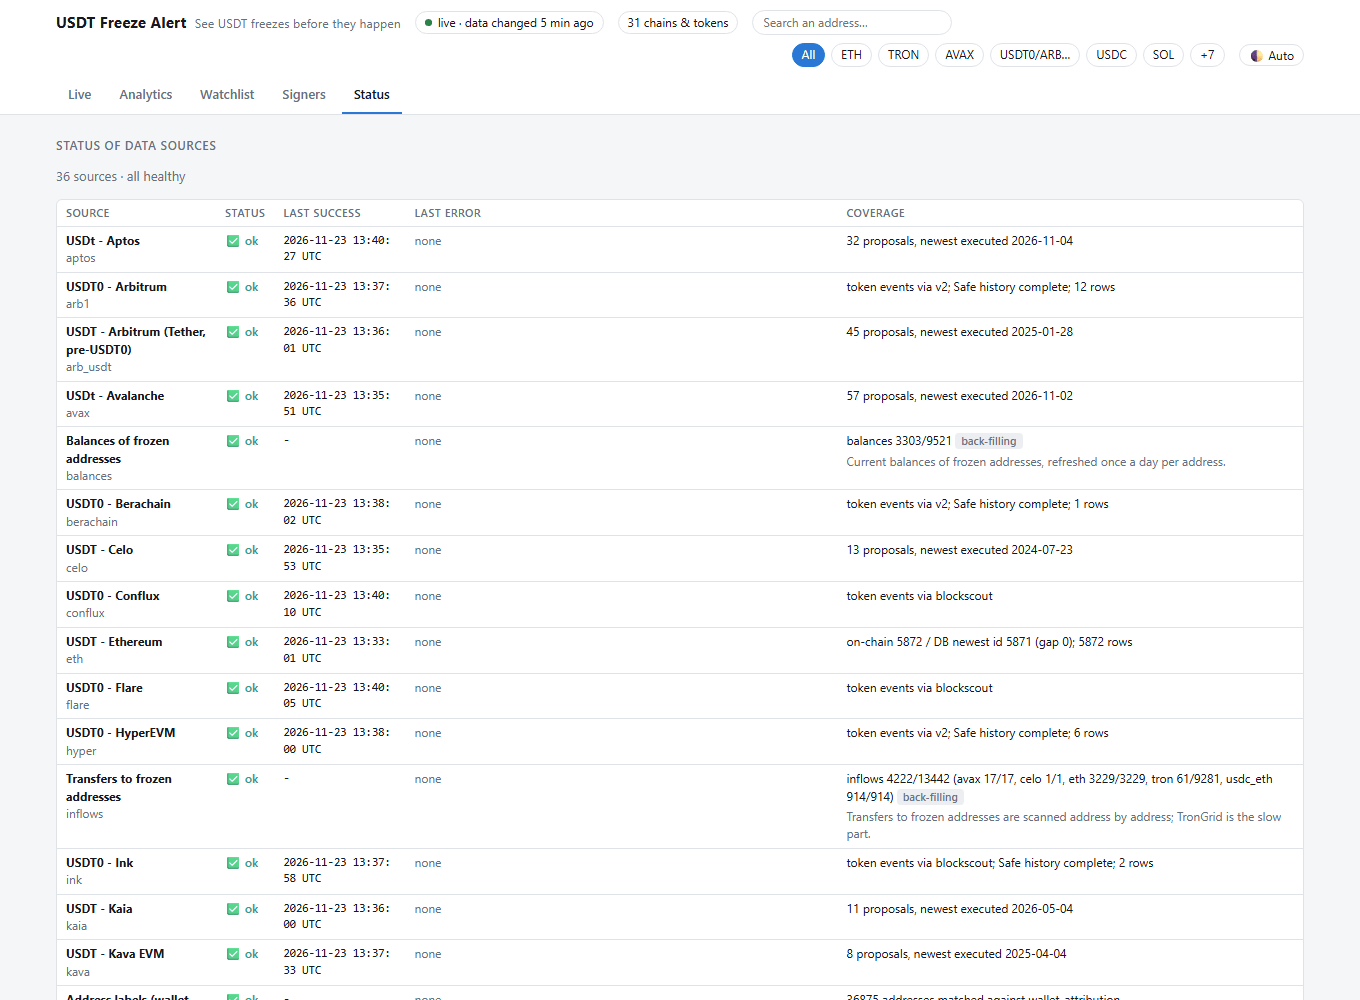 USDT Freeze Alert See USDT freezes before they happen live · data changed 5 min ago 31 chains & tokens Search an address...
All ETH TRON AVAX USDT0/ARB... USDC SOL +7 Auto
Live Analytics Watchlist Signers Status
STATUS OF DATA SOURCES
36 sources · all healthy
SOURCE STATUS LAST SUCCESS LAST ERROR COVERAGE
USDt - Aptos ok 2026-11-23 13:40: none 32 proposals, newest executed 2026-11-04
aptos 27 UTC
USDT0 - Arbitrum ok 2026-11-23 13:37: none token events via v2; Safe history complete; 12 rows
arb1 36 UTC
USDT - Arbitrum (Tether, ok 2026-11-23 13:36: none 45 proposals, newest executed 2025-01-28
pre-USDT0) 01 UTC
arb_usdt
USDt - Avalanche ok 2026-11-23 13:35: none 57 proposals, newest executed 2026-11-02
avax 51 UTC
Balances of frozen ok - none balances 3303/9521 back-filling
addresses Current balances of frozen addresses, refreshed once a day per address.
balances
USDT0 - Berachain ok 2026-11-23 13:38: none token events via v2; Safe history complete; 1 rows
berachain 02 UTC
USDT - Celo ok 2026-11-23 13:35: none 13 proposals, newest executed 2024-07-23
celo 53 UTC
USDT0 - Conflux ok 2026-11-23 13:40: none token events via blockscout
conflux 10 UTC
USDT - Ethereum ok 2026-11-23 13:33: none on-chain 5872 / DB newest id 5871 (gap 0); 5872 rows
eth 01 UTC
USDT0 - Flare ok 2026-11-23 13:40: none token events via blockscout
flare 05 UTC
USDT0 - HyperEVM ok 2026-11-23 13:38: none token events via v2; Safe history complete; 6 rows
hyper 00 UTC
Transfers to frozen ok - none inflows 4222/13442 (avax 17/17, celo 1/1, eth 3229/3229, tron 61/9281, usdc_eth
addresses 914/914) back-filling
inflows Transfers to frozen addresses are scanned address by address; TronGrid is the slow
part.
USDT0 - Ink ok 2026-11-23 13:37: none token events via blockscout; Safe history complete; 2 rows
ink 58 UTC
USDT - Kaia ok 2026-11-23 13:36: none 11 proposals, newest executed 2026-05-04
kaia 00 UTC
USDT - Kava EVM ok 2026-11-23 13:37: none 8 proposals, newest executed 2025-04-04
kava 33 UTC
Address labels (wallet ok - none 36875 addresses matched against wallet_attribution